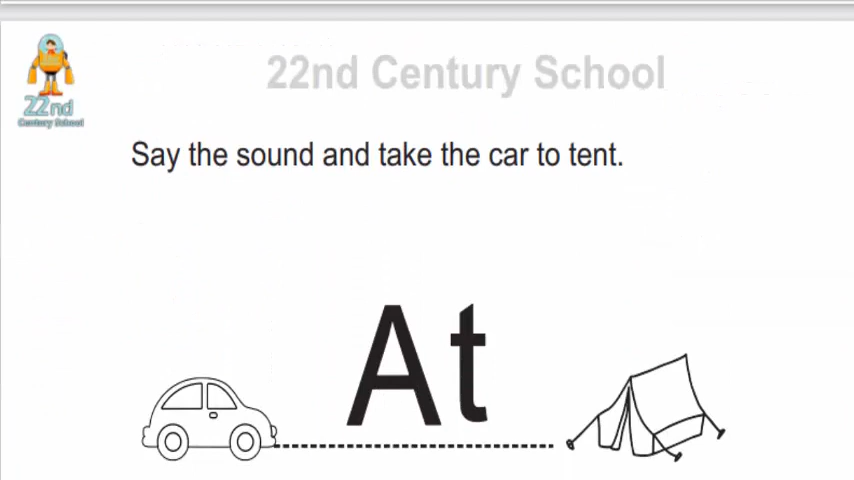 22nd Century School
22nd
Century School
Say the sound and take the car to tent.
At